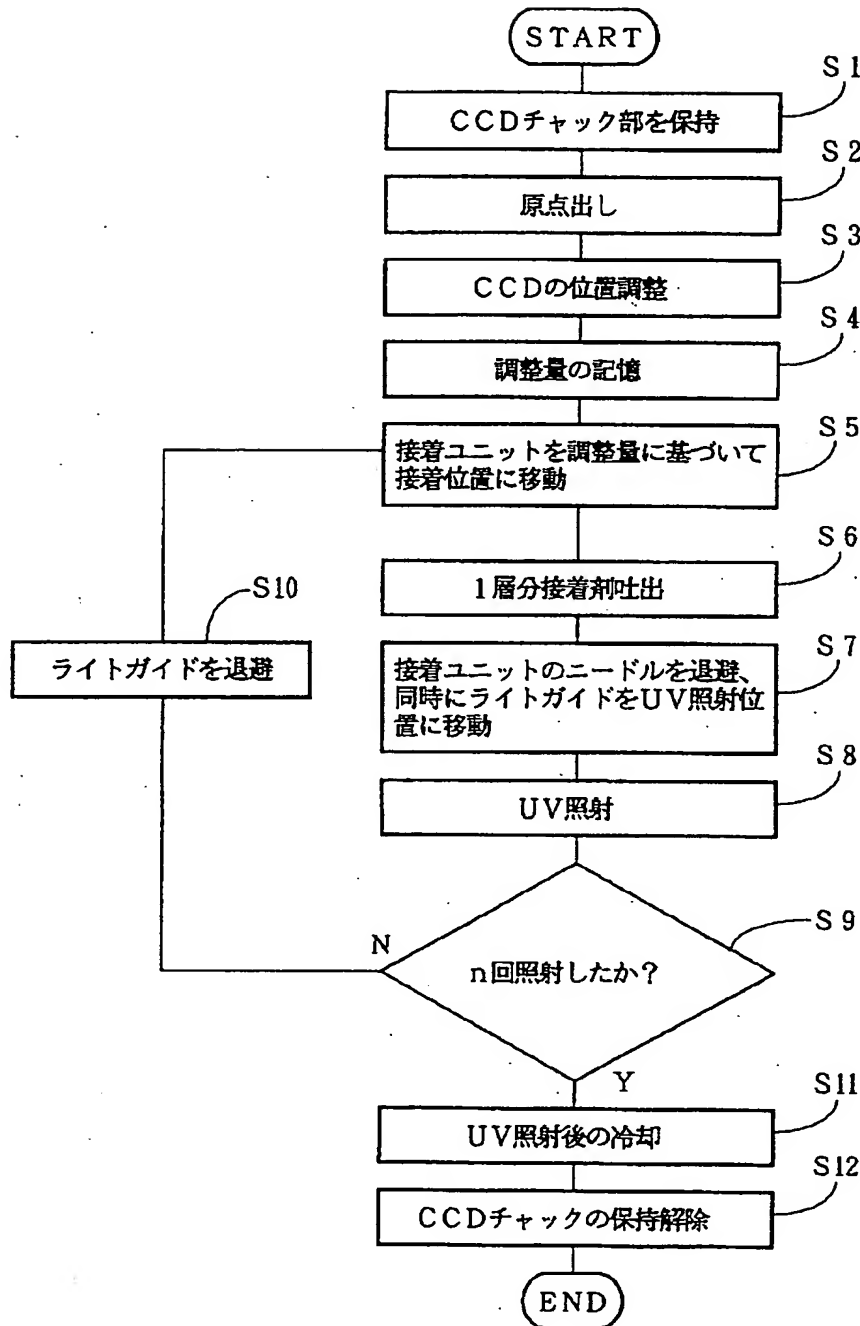 START
S1
CCDチャック部を保持
S2
原点出し
S3
CCDの位置調整
S4
調整量の記憶
S5
接着ユニットを調整量に基づいて
接着位置に移動
S6
1層分接着剤吐出
S10
ライトガイドを退避
S7
接着ユニットのニードルを退避、
同時にライトガイドをUV照射位
置に移動
S8
UV照射
S9
N
n回照射したか?
Y
S11
UV照射後の冷却
S12
CCDチャックの保持解除
END